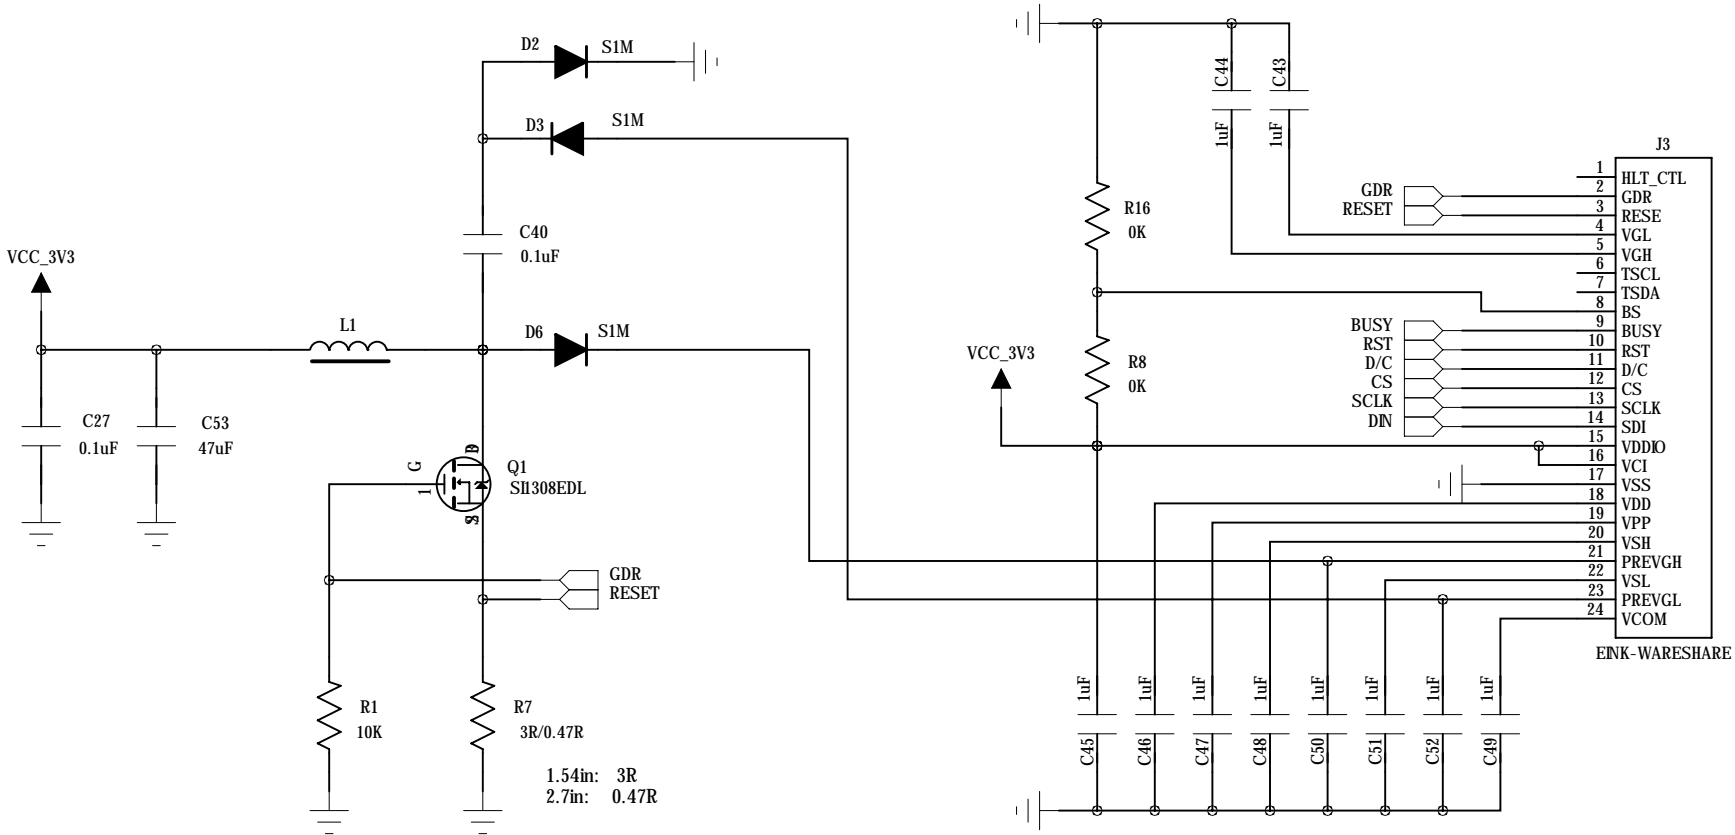 D2
S1M
D3
S1M
C40
0.1uF
VCC_3V3
L1
D6
S1M
C27
0.1uF
C53
47uF
G
1
D
Q1
SI1308EDL
S
GDR
RESET
R1
10K
R7
3R/0.47R
1.54in: 3R
2.7in: 0.47R
C44
1uF
C43
1uF
R16
0K
R8
0K
VCC_3V3
GDR
RESET
BUSY
RST
D/C
CS
SCLK
DIN
J3
1 HLT_CTL
2 GDR
3 RESE
4 VGL
5 VGH
6 TSCL
7 TSDA
8 BS
9 BUSY
10 RST
11 D/C
12 CS
13 SCLK
14 SDI
15 VDDIO
16 VCI
17 VSS
18 VDD
19 VPP
20 VSH
21 PREVGH
22 VSL
23 PREVGL
24 VCOM
EINK-WARESHARE
1uF
C45
1uF
C46
1uF
C47
1uF
C48
1uF
C50
1uF
C51
1uF
C52
1uF
C49